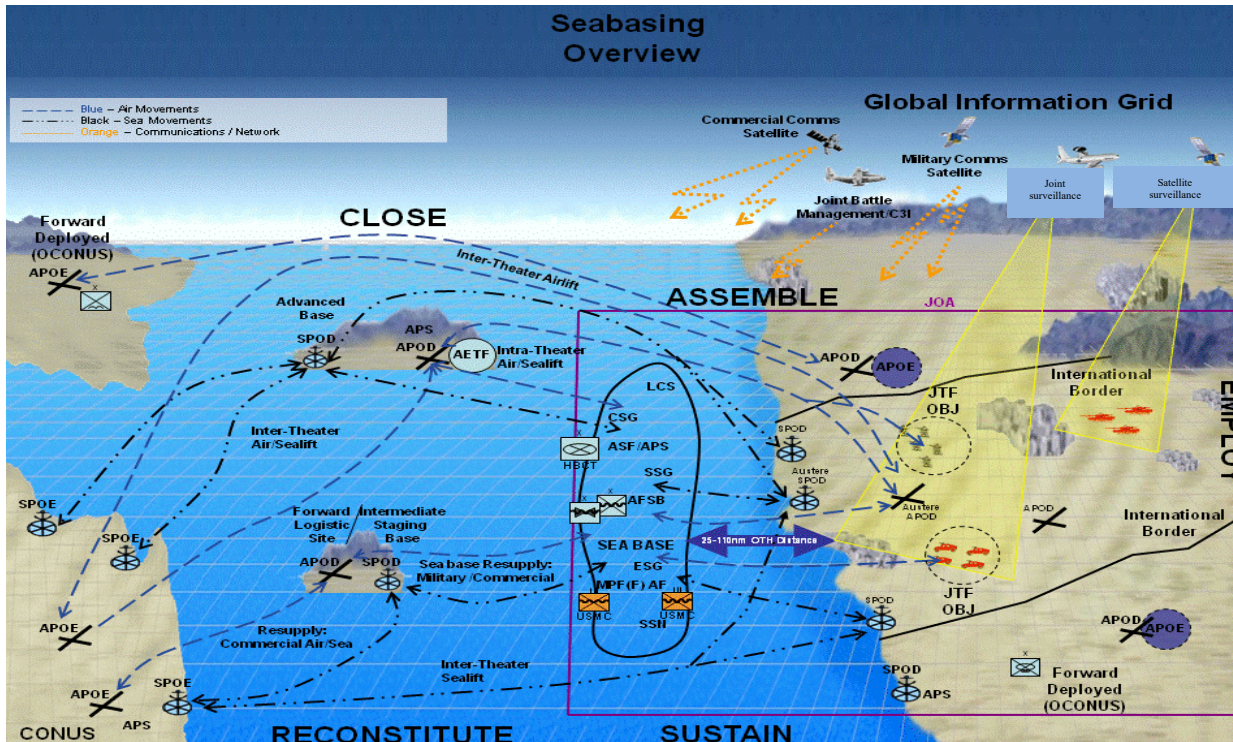 Seabasing
Overview
Blue – Air Movements
Black – Sea Movements
Orange – Communications / Network
Global Information Grid
Commercial Comms
Satellite
Military Comms
Satellite
Joint
surveillance
Satellite
surveillance
Joint Battle
Management/C3I
CLOSE
Forward
Deployed
(OCONUS)
APOE
X
Inter-Theater Airlift
ASSEMBLE
JOA
Advanced
Base
SPOD
APS
APOD
AETF
Intra-Theater
Air/Sealift
APOD
APOE
International
Border
EMPLOY
JTF
OBJ
LCS
CSG
X
HBCT
ASF/APS
SPOD
Inter-Theater
Air/Sealift
SSG
Austere
SPOD
X
X
AFSB
Austere
APOD
APOD
International
Border
SPOE
SPOE
Forward
Logistic
Site
Intermediate
Staging
Base
APOD
SPOD
SEA BASE
25-110nm OTH Distance
ESG
Sea base Resupply:
Military /Commercial
MPF(F) AF
III
USMC
USMC
SSN
JTF
OBJ
SPOD
APOD
APOE
APOE
Resupply:
Commercial Air/Sea
Inter-Theater
Sealift
X
Forward
Deployed
(OCONUS)
SPOD
APS
APOE
SPOE
APS
CONUS
RECONSTITUTE
SUSTAIN